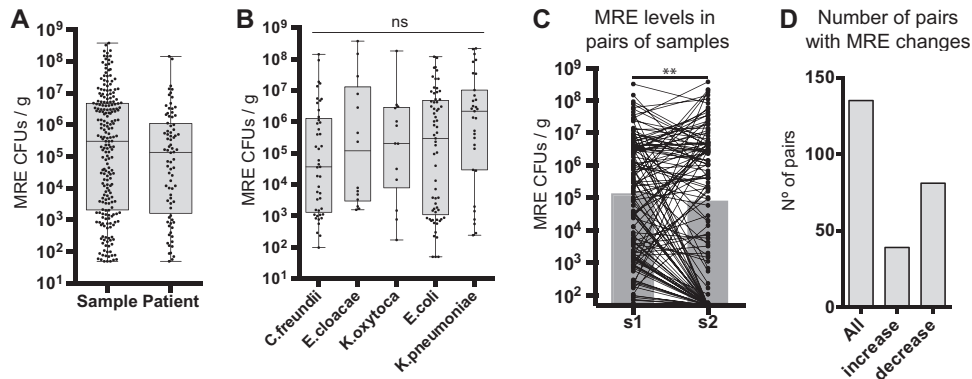 A
MRE CFUs / g
10⁹
10⁸
10⁷
10⁶
10⁵
10⁴
10³
10²
10¹
Sample Patient
B
ns
MRE CFUs / g
10⁹
10⁸
10⁷
10⁶
10⁵
10⁴
10³
10²
10¹
C.freundii
E.cloacae
K.oxytoca
E.coli
K.pneumoniae
C
MRE levels in
pairs of samples
**
MRE CFUs / g
10⁹
10⁸
10⁷
10⁶
10⁵
10⁴
10³
10²
s1 s2
D
Number of pairs
with MRE changes
Nº of pairs
150
100
50
0
All
increase
decrease